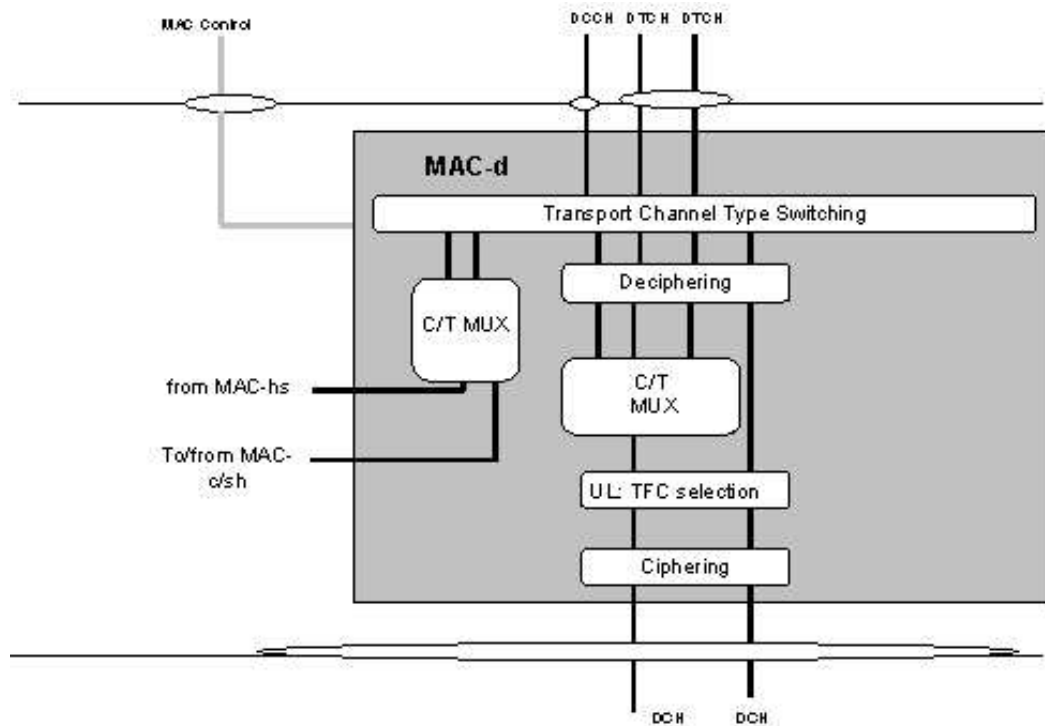 MAC Control
DCCH DTCH DTCH
MAC-d
Transport Channel Type Switching
Deciphering
C/T MUX
from MAC-hs
C/T
MUX
To/from MAC-
c/sh
UL: TFC selection
Ciphering
DCH DCH